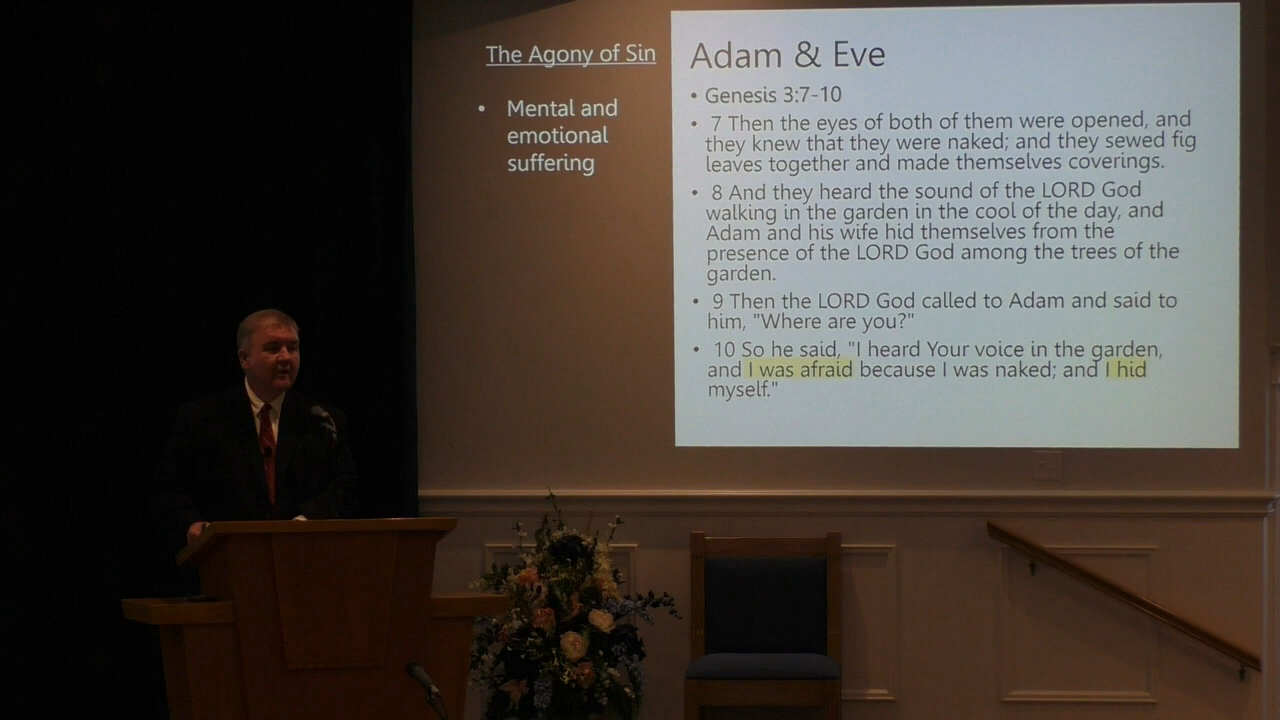 The Agony of Sin
• Mental and
emotional
suffering
Adam & Eve
• Genesis 3:7-10
• 7 Then the eyes of both of them were opened, and
they knew that they were naked; and they sewed fig
leaves together and made themselves coverings.
• 8 And they heard the sound of the LORD God
walking in the garden in the cool of the day, and
Adam and his wife hid themselves from the
presence of the LORD God among the trees of the
garden.
• 9 Then the LORD God called to Adam and said to
him, "Where are you?"
• 10 So he said, "I heard Your voice in the garden,
and I was afraid because I was naked; and I hid
myself."